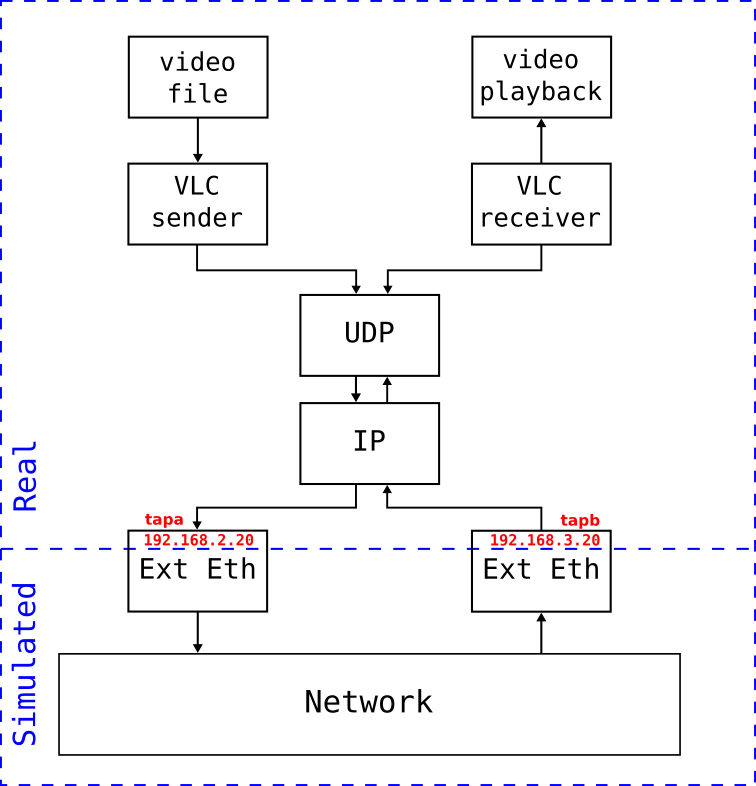 video
file
video
playback
VLC
sender
VLC
receiver
UDP
IP
Real
tapa
192.168.2.20
Ext Eth
tapb
192.168.3.20
Ext Eth
Simulated
Network